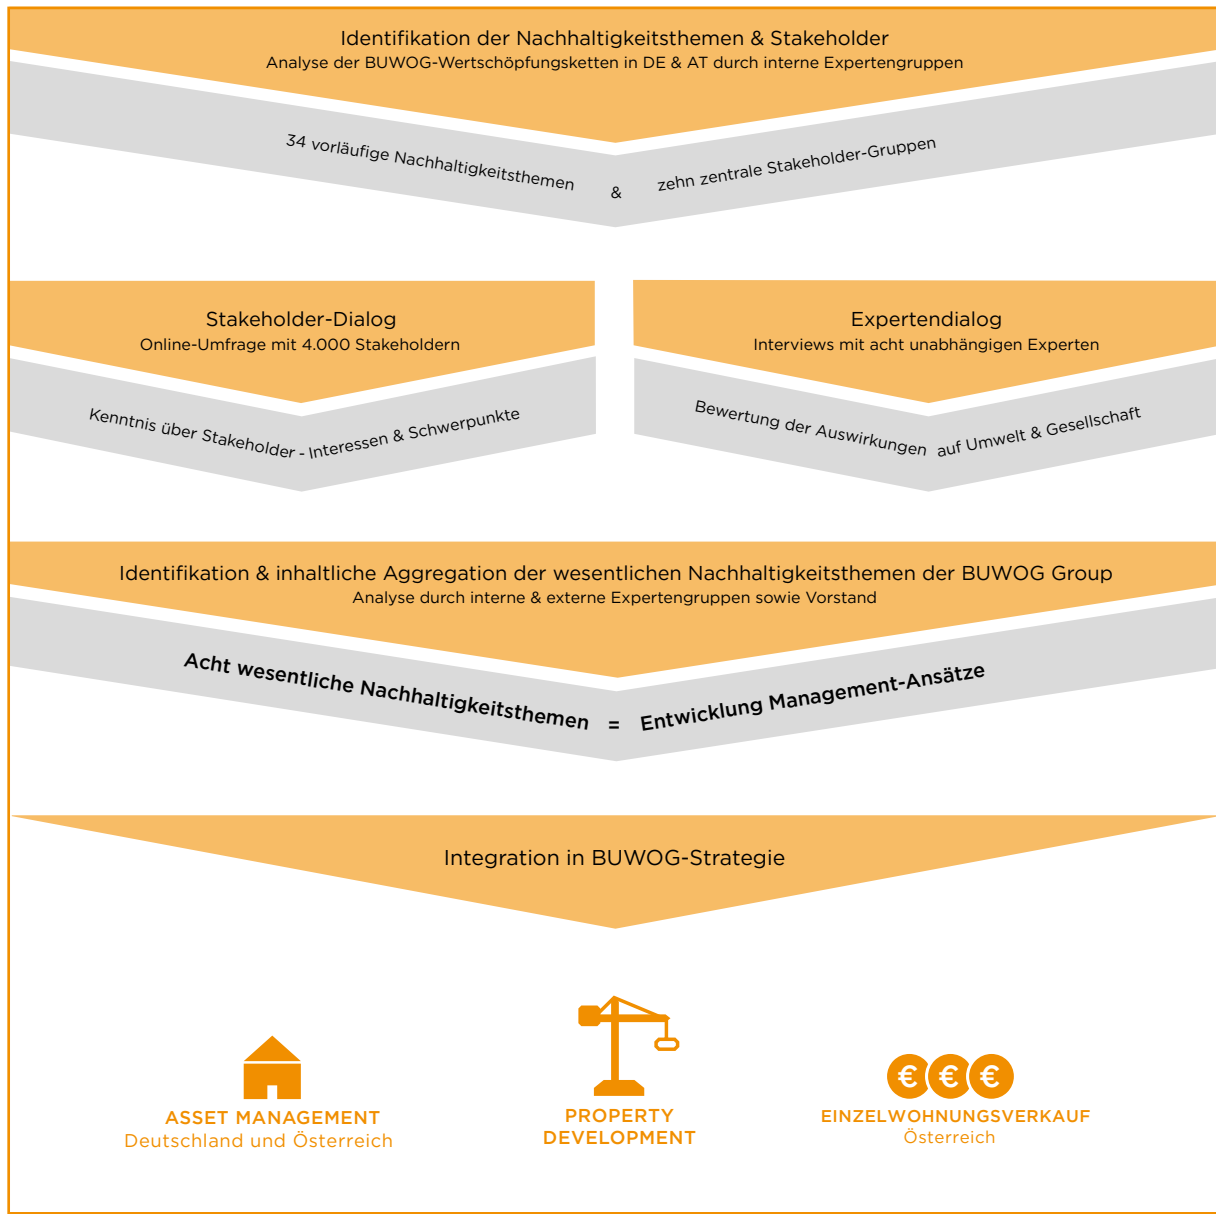 Identifikation der Nachhaltigkeitsthemen & Stakeholder
Analyse der BUWOG-Wertschöpfungsketten in DE & AT durch interne Expertengruppen
34 vorläufige Nachhaltigkeitsthemen & zehn zentrale Stakeholder-Gruppen
Stakeholder-Dialog
Online-Umfrage mit 4.000 Stakeholdern
Kenntnis über Stakeholder - Interessen & Schwerpunkte
Expertendialog
Interviews mit acht unabhängigen Experten
Bewertung der Auswirkungen auf Umwelt & Gesellschaft
Identifikation & inhaltliche Aggregation der wesentlichen Nachhaltigkeitsthemen der BUWOG Group
Analyse durch interne & externe Expertengruppen sowie Vorstand
Acht wesentliche Nachhaltigkeitsthemen = Entwicklung Management-Ansätze
Integration in BUWOG-Strategie
ASSET MANAGEMENT
Deutschland und Österreich
PROPERTY
DEVELOPMENT
€ € €
EINZELWOHNUNGSVERKAUF
Österreich